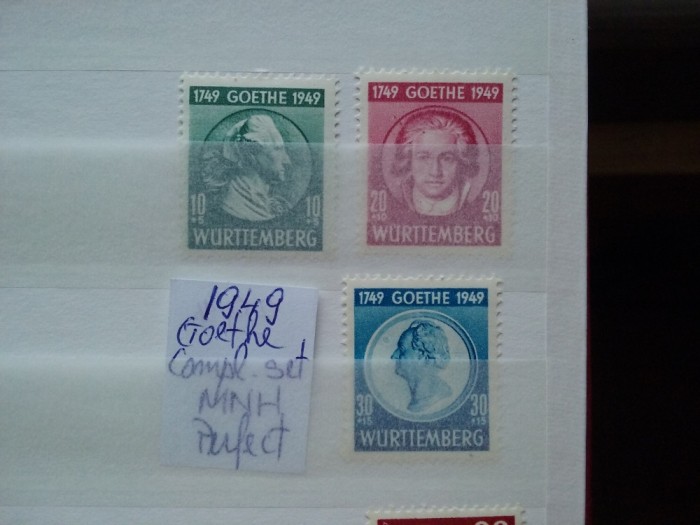 1749 GOETHE 1949
10 10
+5 +5
WÜRTTEMBERG
1749 GOETHE 1949
20 20
+10 +10
WÜRTTEMBERG
1949
Goethe
Compl. set
MNH
Perfect
1749 GOETHE 1949
30 30
+15 +15
WÜRTTEMBERG